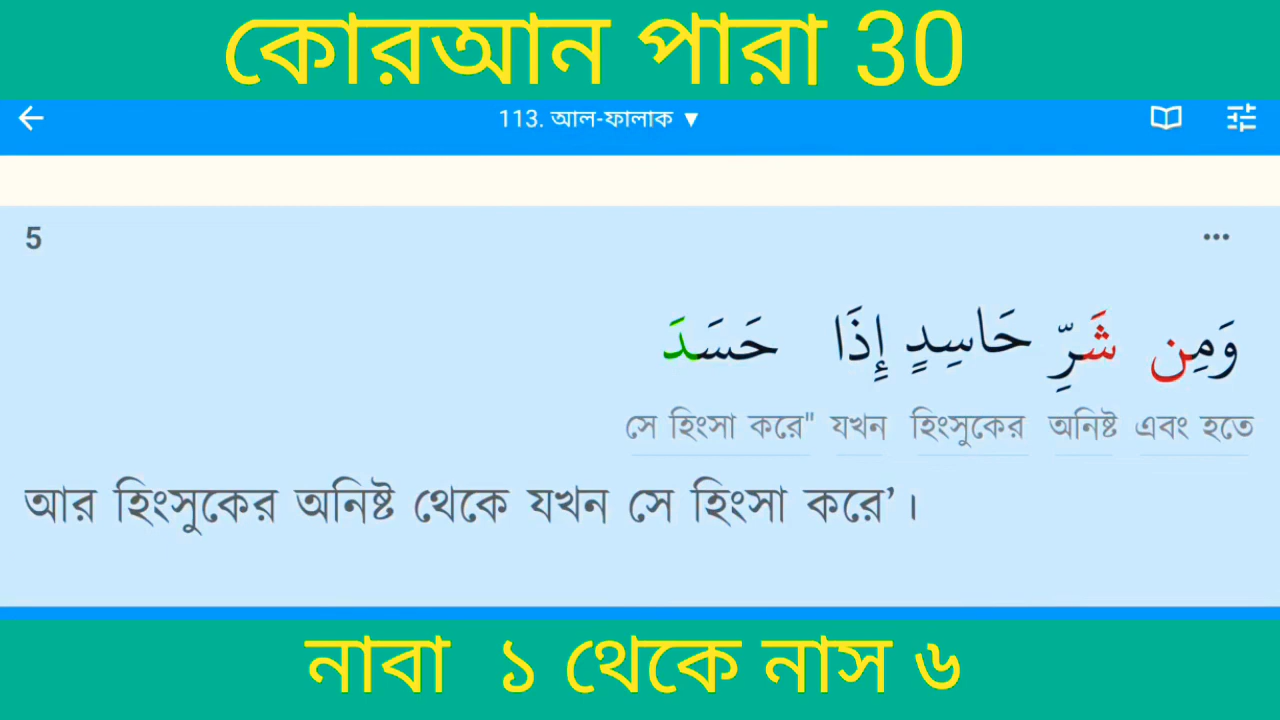 কোরআন পারা 30
113. আল-ফালাক ▼
5
وَمِن شَرِّ حَاسِدٍ إِذَا حَسَدَ
সে হিংসা করে" যখন হিংসুকের অনিষ্ট এবং হতে
আর হিংসুকের অনিষ্ট থেকে যখন সে হিংসা করে’।
নাবা ১ থেকে নাস ৬